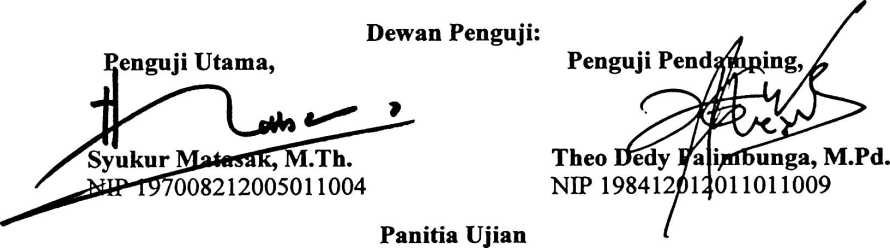 Dewan Penguji:
Penguji Utama,
Penguji Pendamping,
Syukur Matasak, M.Th.
NIP 197008212005011004
Theo Dedy Palimbunga, M.Pd.
NIP 198412012011011009
Panitia Ujian